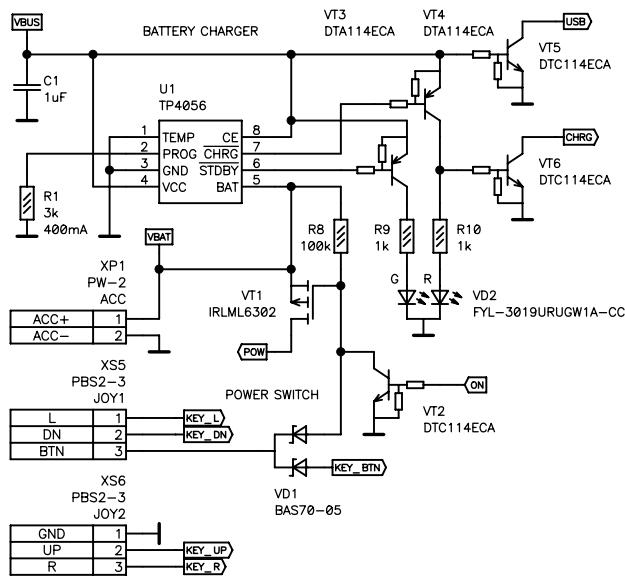 VBUS
BATTERY CHARGER
VT3
DTA114ECA
VT4
DTA114ECA
USB
VT5
DTC114ECA
C1
1uF
U1
TP4056
1 TEMP CE 8
2 PROG CHRG 7
3 GND STDBY 6
4 VCC BAT 5
CHRG
VT6
DTC114ECA
R1
3k
400mA
R8
100k
R9
1k
R10
1k
VBAT
XP1
PW-2
ACC
ACC+ 1
ACC- 2
VT1
IRLML6302
G
R
VD2
FYL-3019URUGW1A-CC
POW
XS5
PBS2-3
JOY1
POWER SWITCH
ON
VT2
DTC114ECA
L 1 KEY_L
DN 2 KEY_DN
BTN 3
KEY_BTN
VD1
BAS70-05
XS6
PBS2-3
JOY2
GND 1
UP 2 KEY_UP
R 3 KEY_R